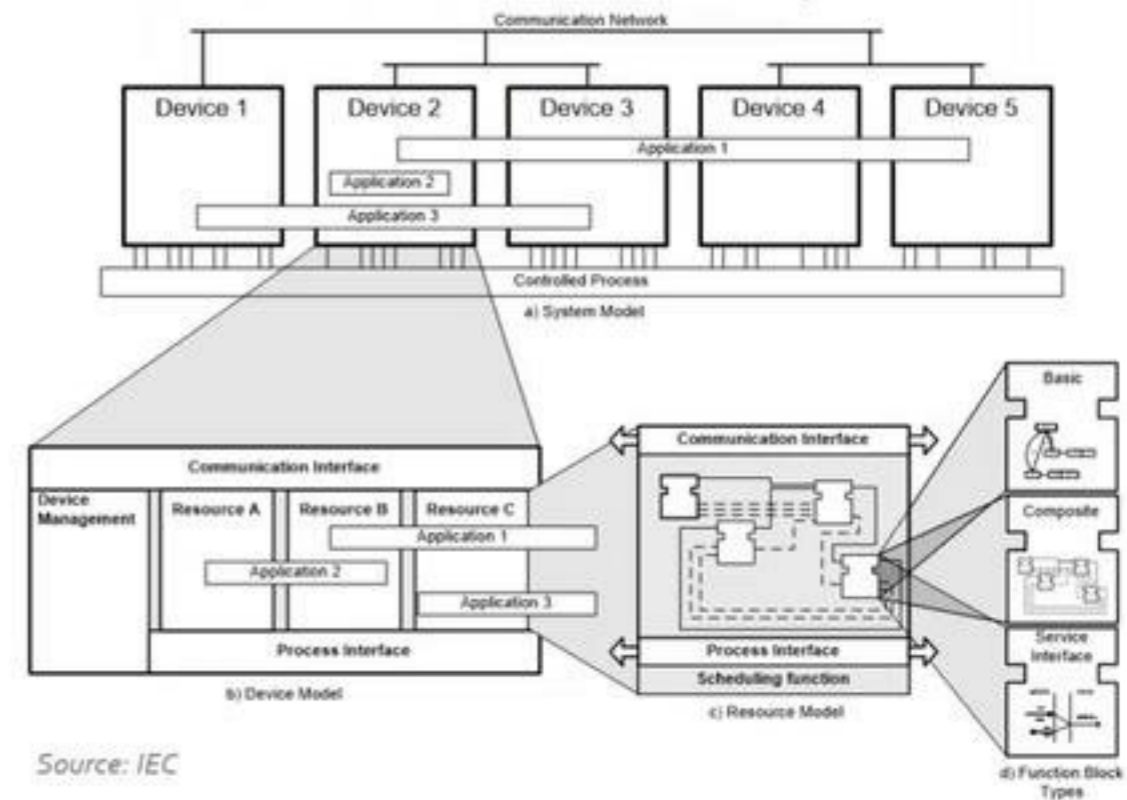 Communication Network
Device 1
Device 2
Device 3
Device 4
Device 5
Application 1
Application 2
Application 3
Controlled Process
a) System Model
Communication Interface
Device
Management
Resource A
Resource B
Resource C
Application 1
Application 2
Application 3
Process Interface
b) Device Model
Communication Interface
Process Interface
Scheduling function
c) Resource Model
Basic
Composite
Service
Interface
d) Function Block
Types
Source: IEC